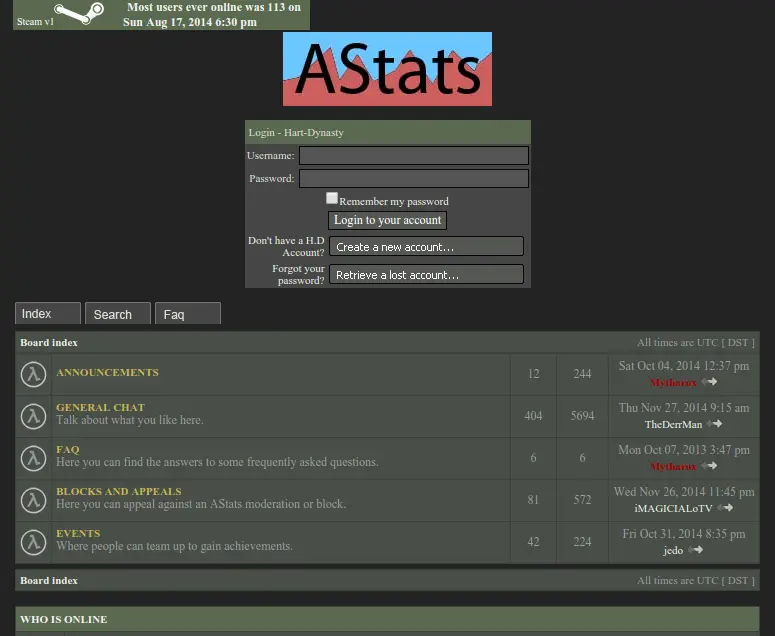 Most users ever online was 113 on
Steam v1
Sun Aug 17, 2014 6:30 pm
AStats
Login - Hart-Dynasty
Username:
Password:
Remember my password
Login to your account
Don't have a H.D
Account?
Create a new account...
Forgot your
password?
Retrieve a lost account...
Index
Search
Faq
Board index
All times are UTC [ DST ]
ANNOUNCEMENTS
12
244
Sat Oct 04, 2014 12:37 pm
Mytharox
GENERAL CHAT
Talk about what you like here.
404
5694
Thu Nov 27, 2014 9:15 am
TheDerrMan
FAQ
Here you can find the answers to some frequently asked questions.
6
6
Mon Oct 07, 2013 3:47 pm
Mytharox
BLOCKS AND APPEALS
Here you can appeal against an AStats moderation or block.
81
572
Wed Nov 26, 2014 11:45 pm
iMAGICIALoTV
EVENTS
Where people can team up to gain achievements.
42
224
Fri Oct 31, 2014 8:35 pm
jedo
Board index
All times are UTC [ DST ]
WHO IS ONLINE